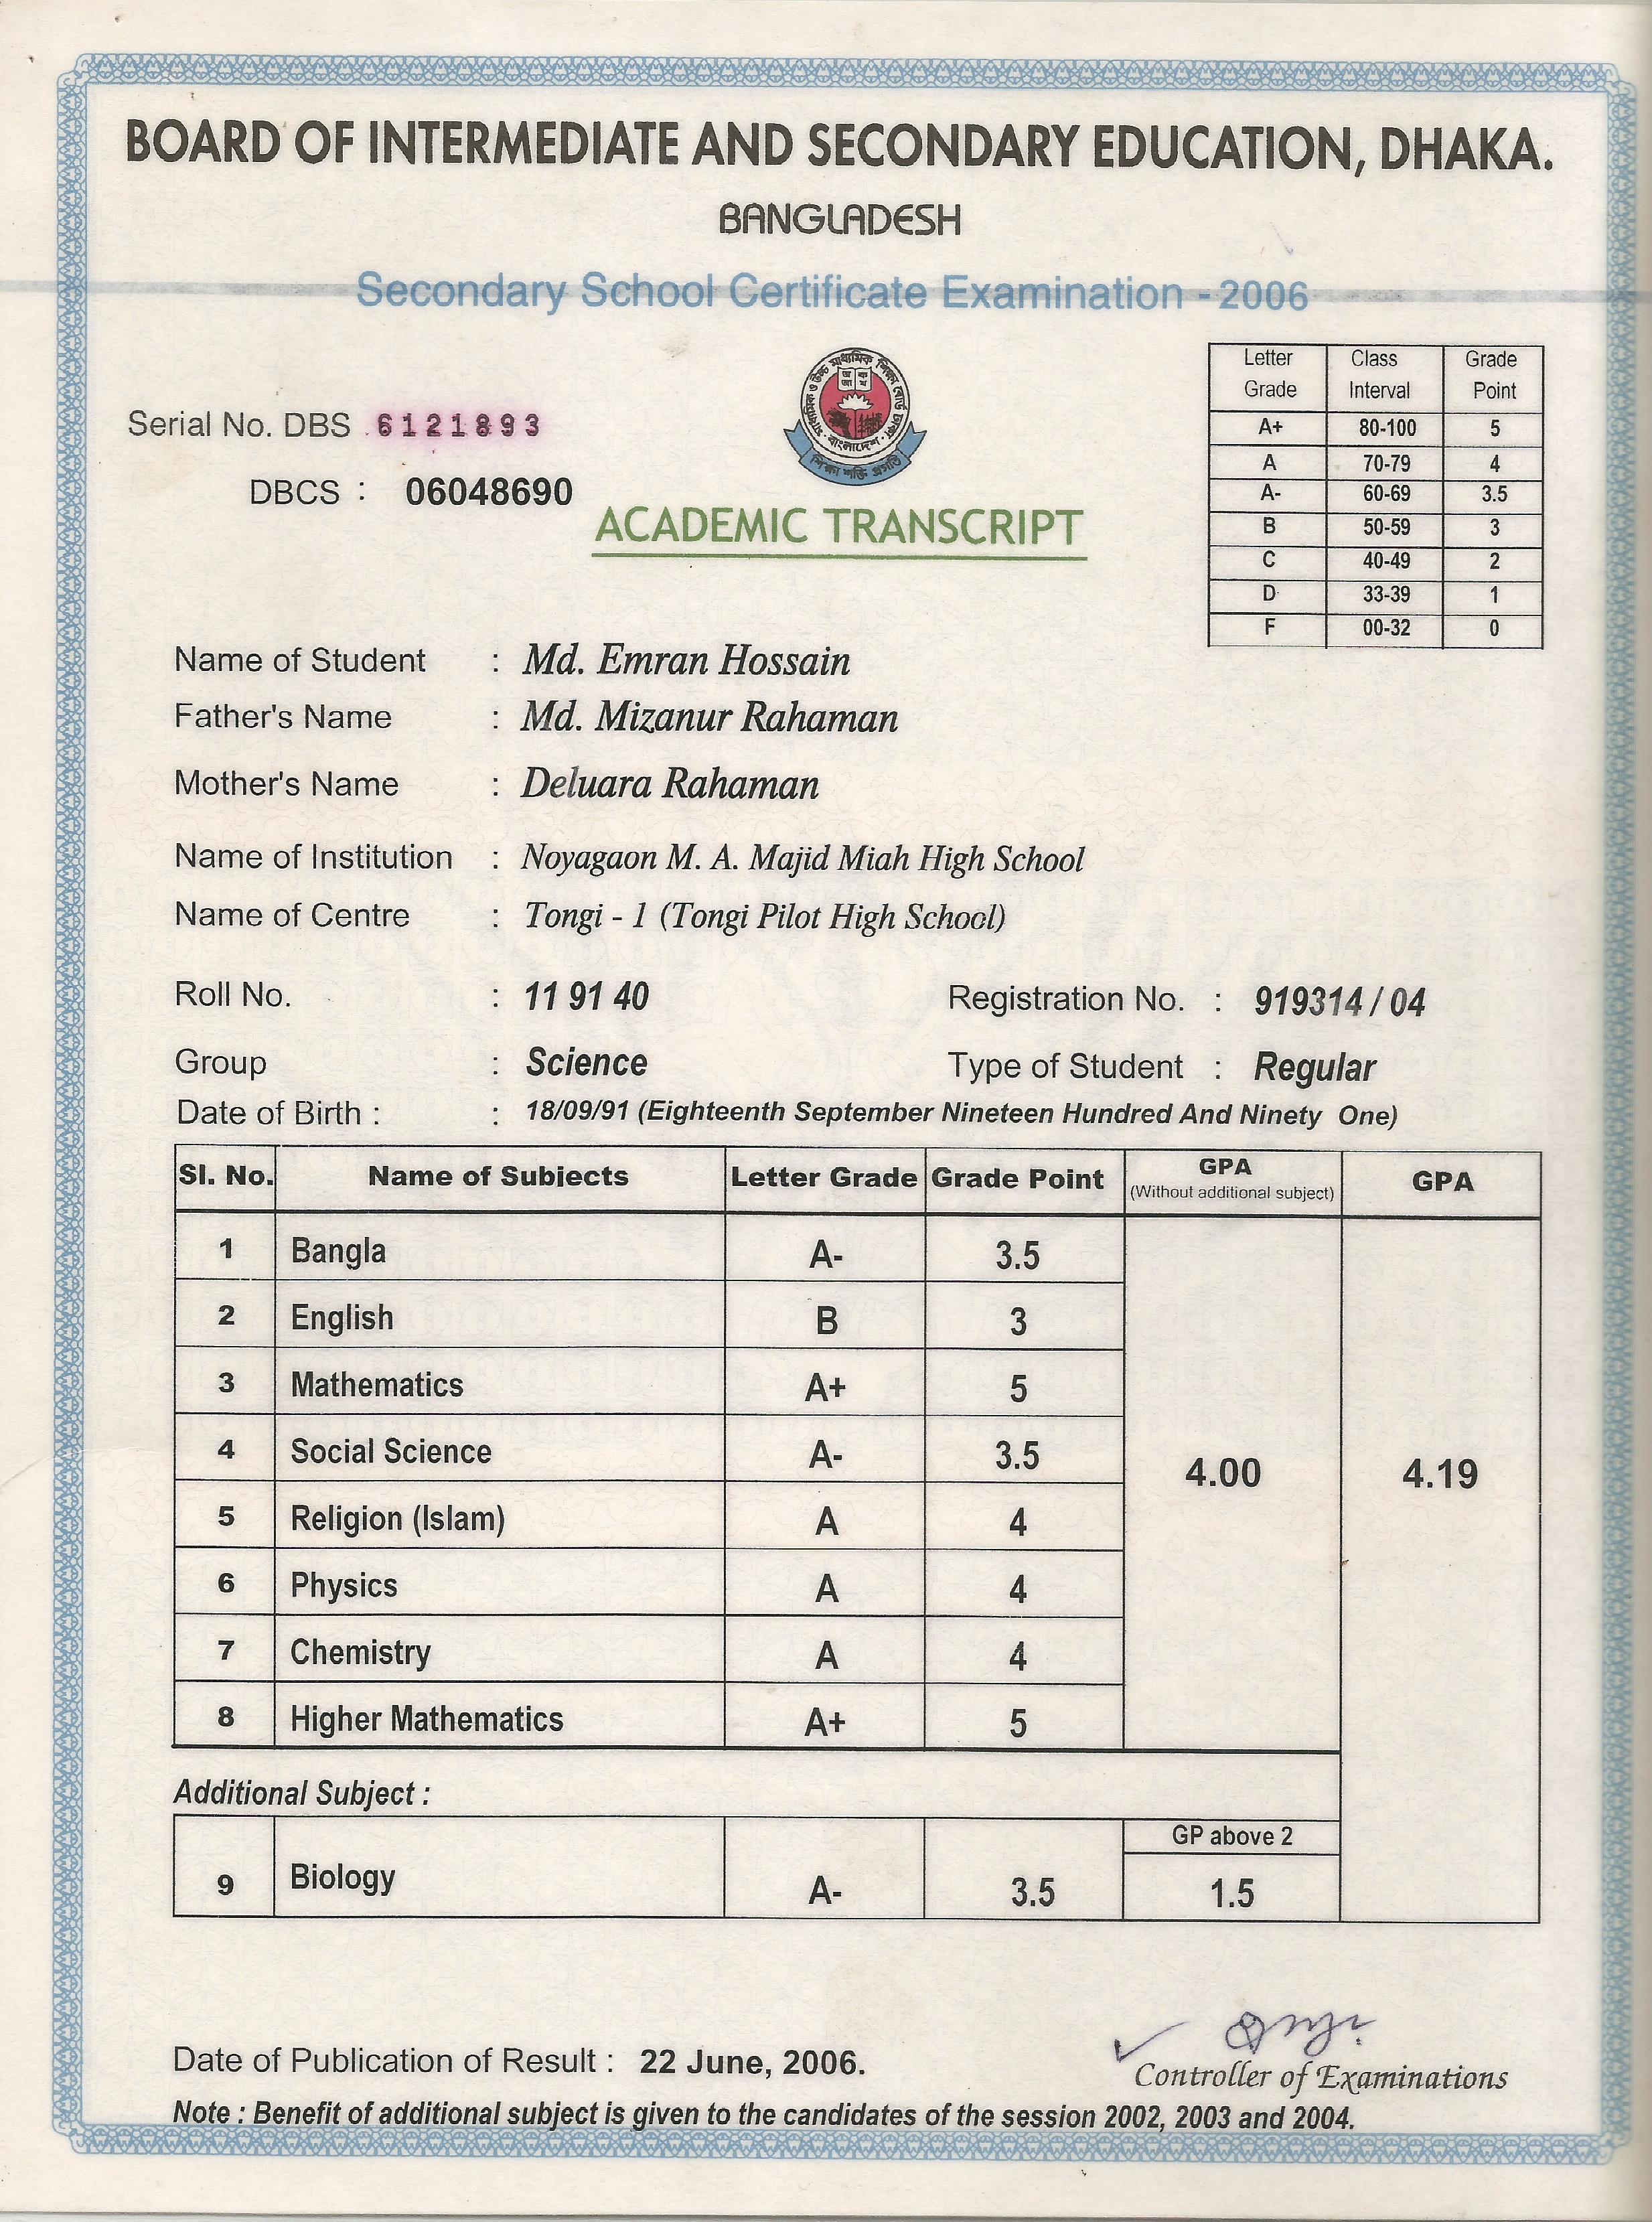 BOARD OF INTERMEDIATE AND SECONDARY EDUCATION, DHAKA.
BANGLADESH
Secondary School Certificate Examination - 2006
Serial No. DBS 6121893
DBCS : 06048690
শিক্ষা শক্তি প্রগতি
ACADEMIC TRANSCRIPT
Letter Grade Class Interval Grade Point
A+ 80-100 5
A 70-79 4
A- 60-69 3.5
B 50-59 3
C 40-49 2
D 33-39 1
F 00-32 0
Name of Student : Md. Emran Hossain
Father's Name : Md. Mizanur Rahaman
Mother's Name : Deluara Rahaman
Name of Institution : Noyagaon M. A. Majid Miah High School
Name of Centre : Tongi - 1 (Tongi Pilot High School)
Roll No. : 11 91 40 Registration No. : 919314 / 04
Group : Science Type of Student : Regular
Date of Birth : : 18/09/91 (Eighteenth September Nineteen Hundred And Ninety One)
Sl. No. Name of Subjects Letter Grade Grade Point GPA (Without additional subject) GPA
1 Bangla A- 3.5
2 English B 3
3 Mathematics A+ 5
4 Social Science A- 3.5
4.00 4.19
5 Religion (Islam) A 4
6 Physics A 4
7 Chemistry A 4
8 Higher Mathematics A+ 5
Additional Subject :
GP above 2
9 Biology A- 3.5 1.5
Date of Publication of Result : 22 June, 2006.
Controller of Examinations
Note : Benefit of additional subject is given to the candidates of the session 2002, 2003 and 2004.